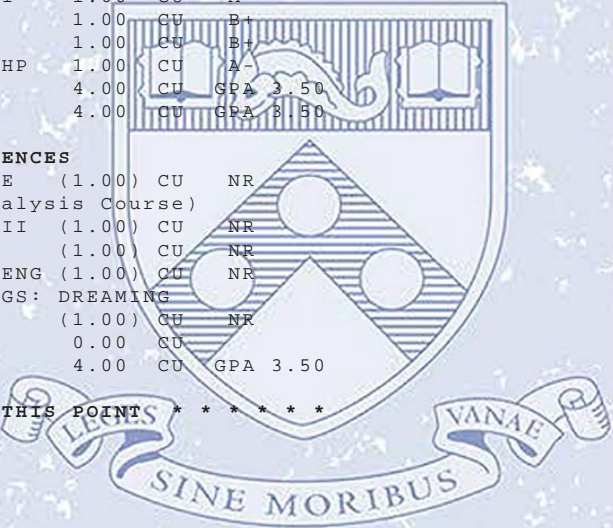 1.00 CU A-
1.00 CU B+
1.00 CU B+
HP 1.00 CU A-
4.00 CU GPA 3.50
4.00 CU GPA 3.50
ENCES
E (1.00) CU NR
alysis Course)
II (1.00) CU NR
(1.00) CU NR
ENG (1.00) CU NR
GS: DREAMING
(1.00) CU NR
0.00 CU
4.00 CU GPA 3.50
THIS POINT * * * * * *
LEGES SINE MORIBUS VANAE